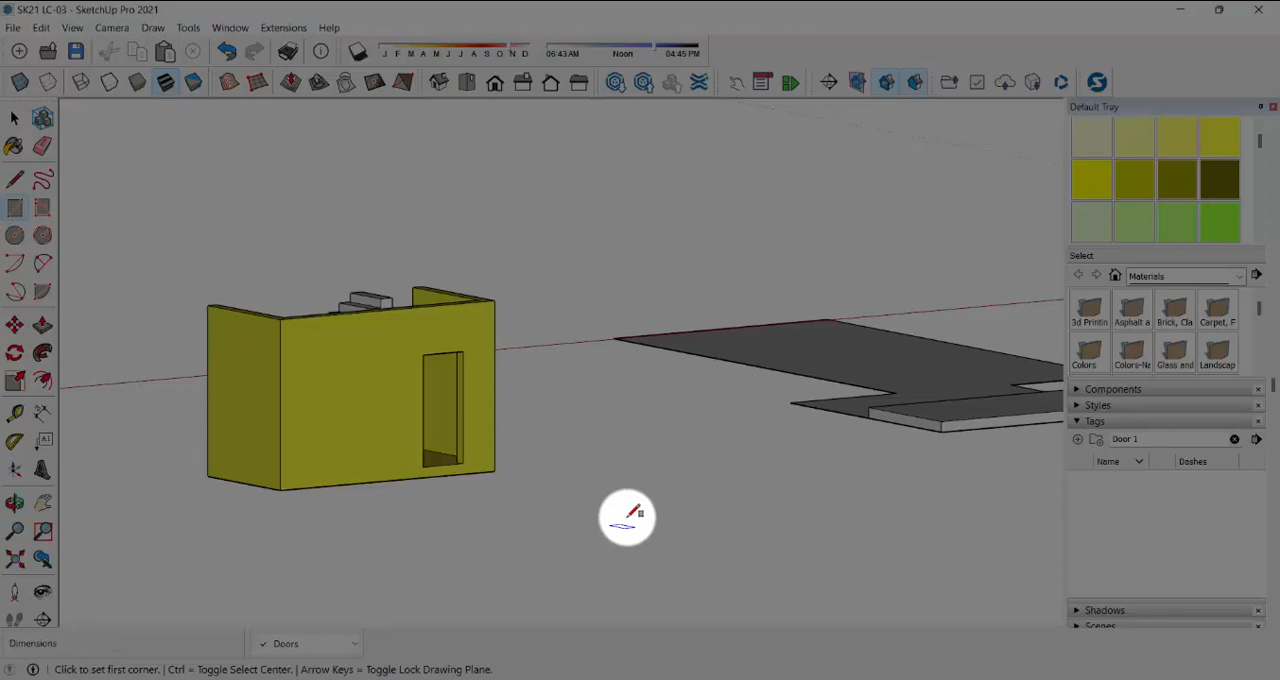 SK21 LC-03 - SketchUp Pro 2021
File Edit View Camera Draw Tools Window Extensions Help
J F M A M J J A S O N D 06:43 AM Noon 04:45 PM
Default Tray
Select
Materials
3d Printin Asphalt a Brick, Cla Carpet, F
Colors Colors-Na Glass and Landscap
Components
Styles
Tags
Door 1
Name Dashes
Shadows
Scenes
Dimensions Doors
Click to set first corner. | Ctrl = Toggle Select Center. | Arrow Keys = Toggle Lock Drawing Plane.